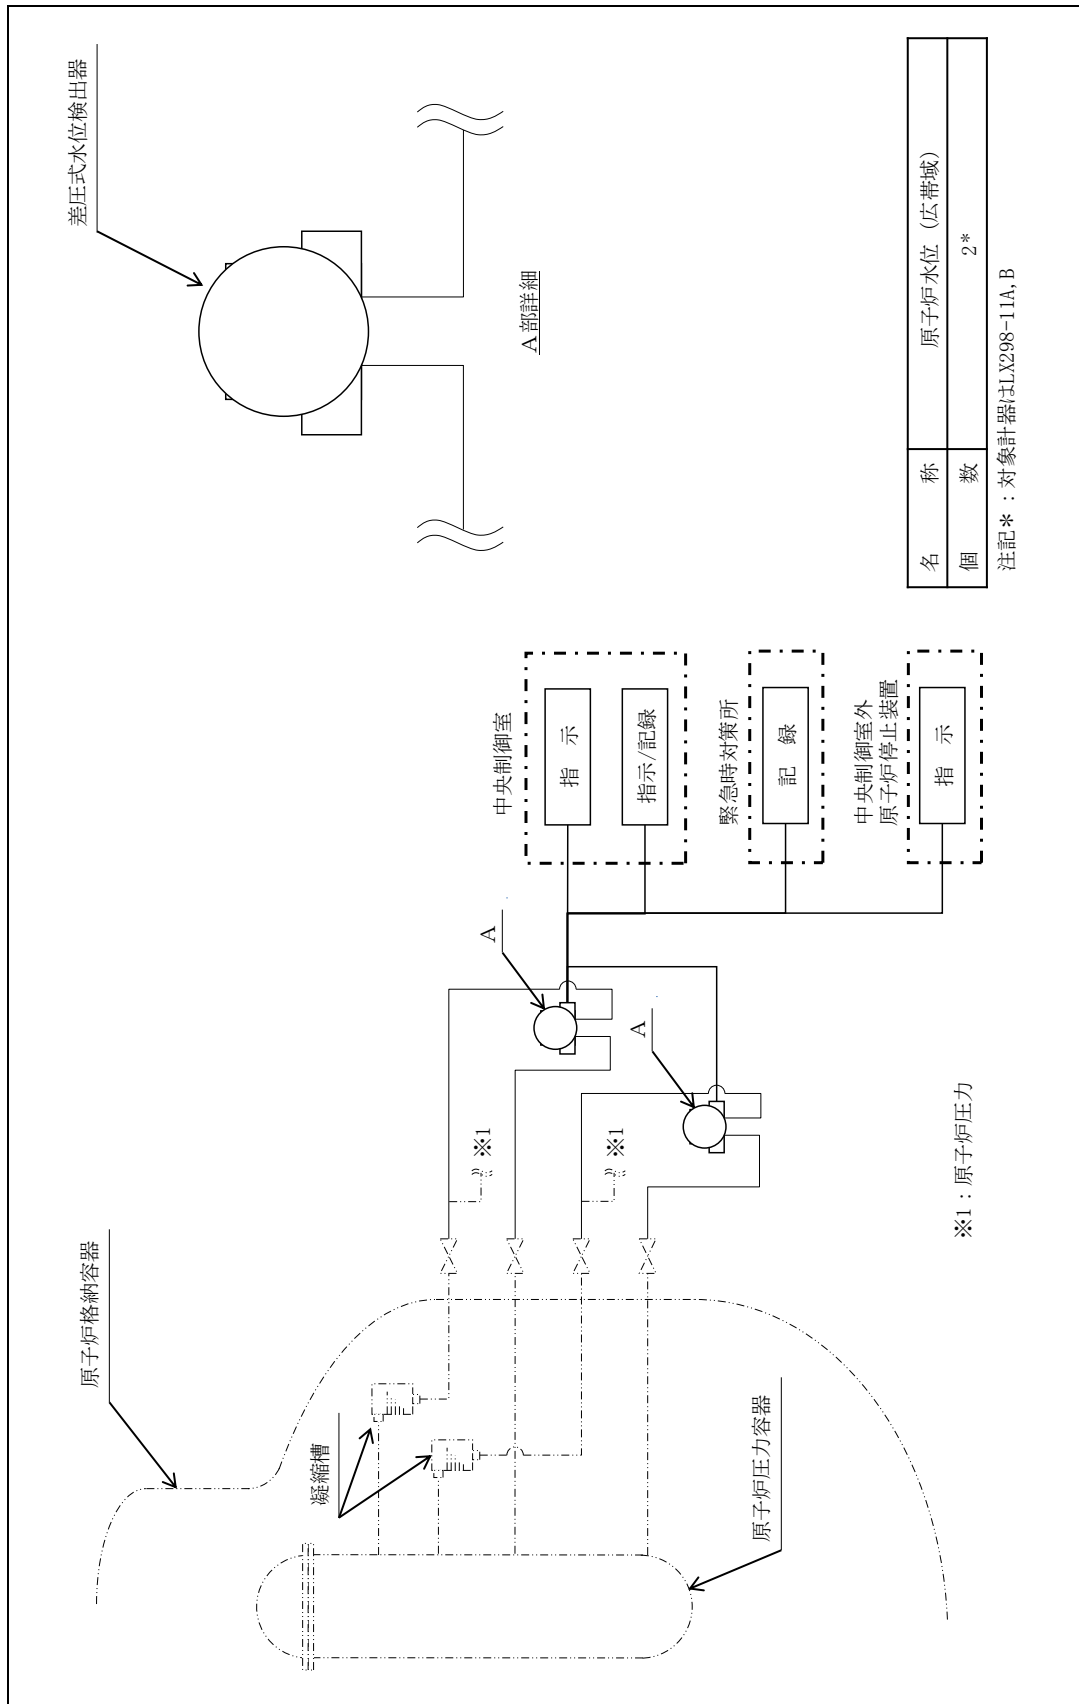 原子炉格納容器
凝縮槽
原子炉圧力容器
※1
※1
A
A
中央制御室
指　示
指示/記録
緊急時対策所
記　録
中央制御室外
原子炉停止装置
指　示
※1：原子炉圧力
差圧式水位検出器
A部詳細
名　称　原子炉水位（広帯域）
個　数　2*
注記＊：対象計器はLX298-11A,B